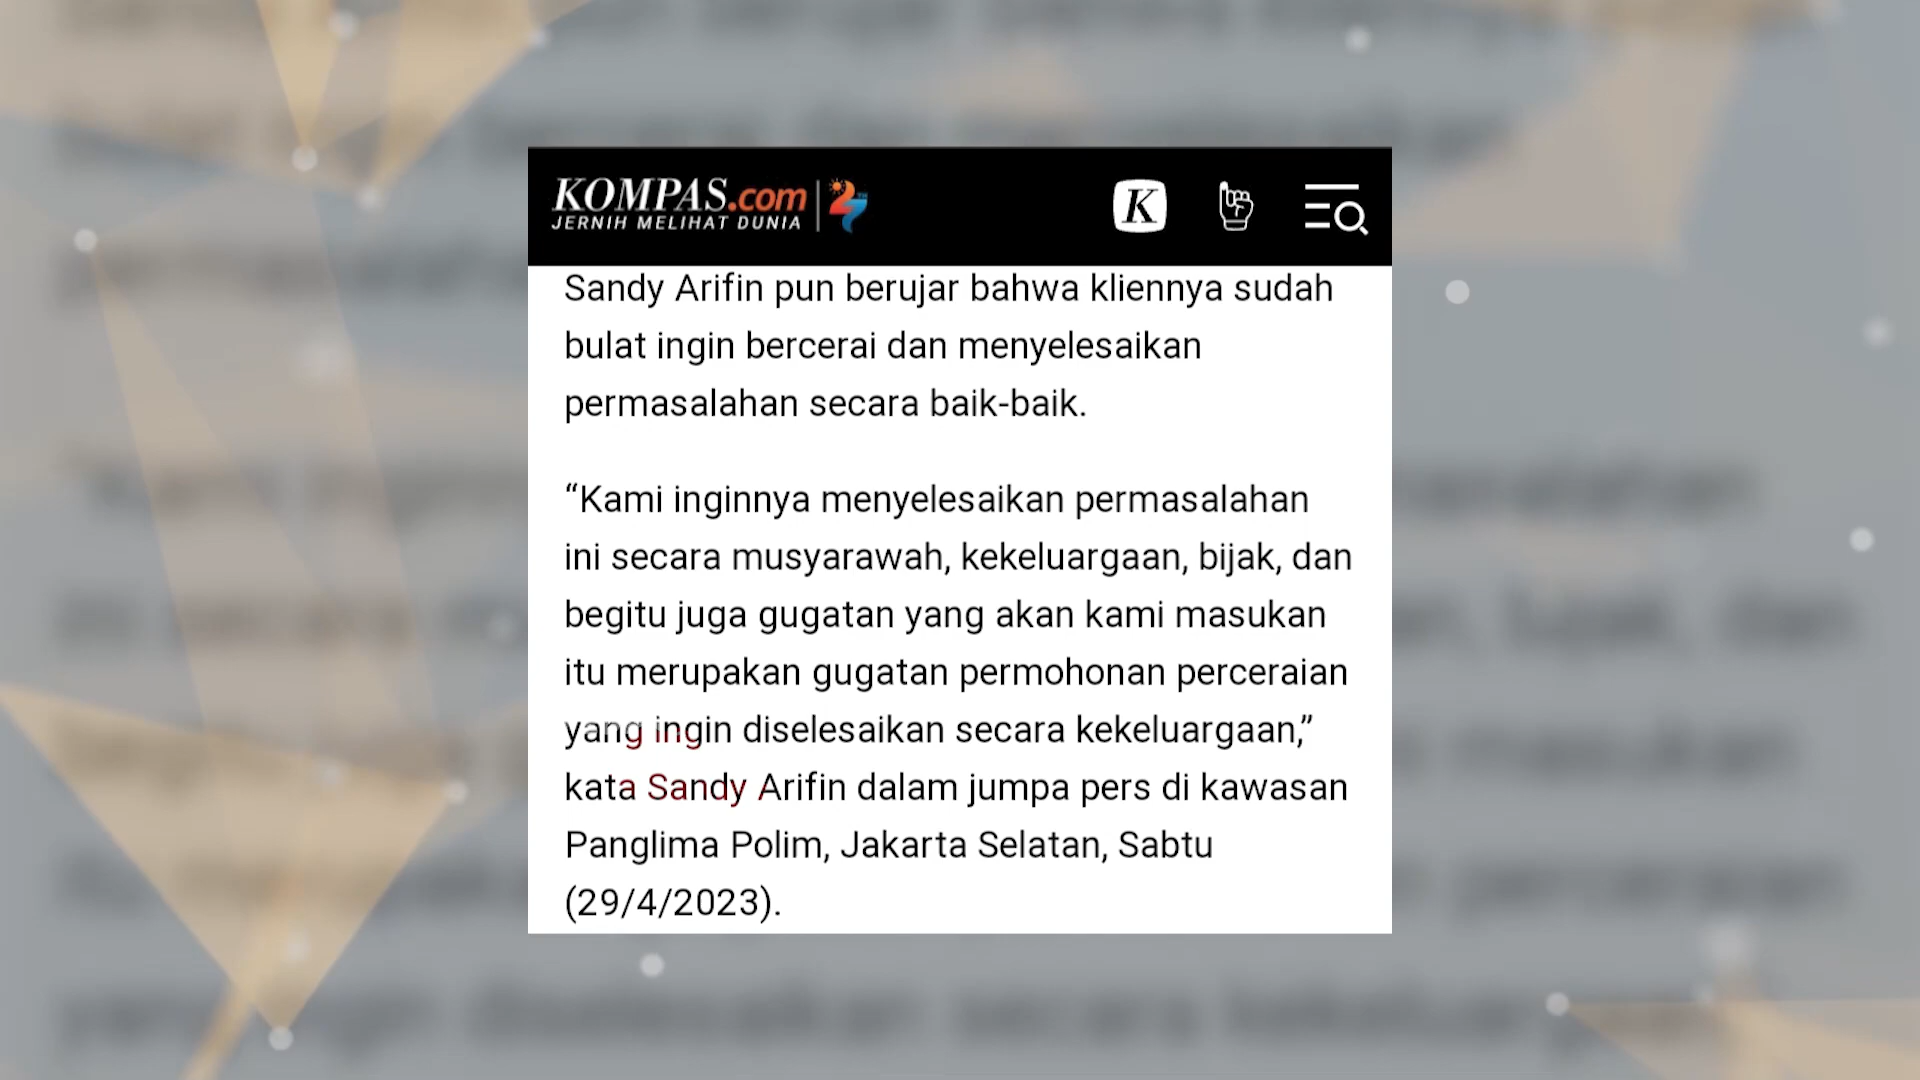 KOMPAS.com
JERNIH MELIHAT DUNIA
K
Sandy Arifin pun berujar bahwa kliennya sudah
bulat ingin bercerai dan menyelesaikan
permasalahan secara baik-baik.
“Kami inginnya menyelesaikan permasalahan
ini secara musyarawah, kekeluargaan, bijak, dan
begitu juga gugatan yang akan kami masukan
itu merupakan gugatan permohonan perceraian
yang ingin diselesaikan secara kekeluargaan,”
kata Sandy Arifin dalam jumpa pers di kawasan
Panglima Polim, Jakarta Selatan, Sabtu
(29/4/2023).